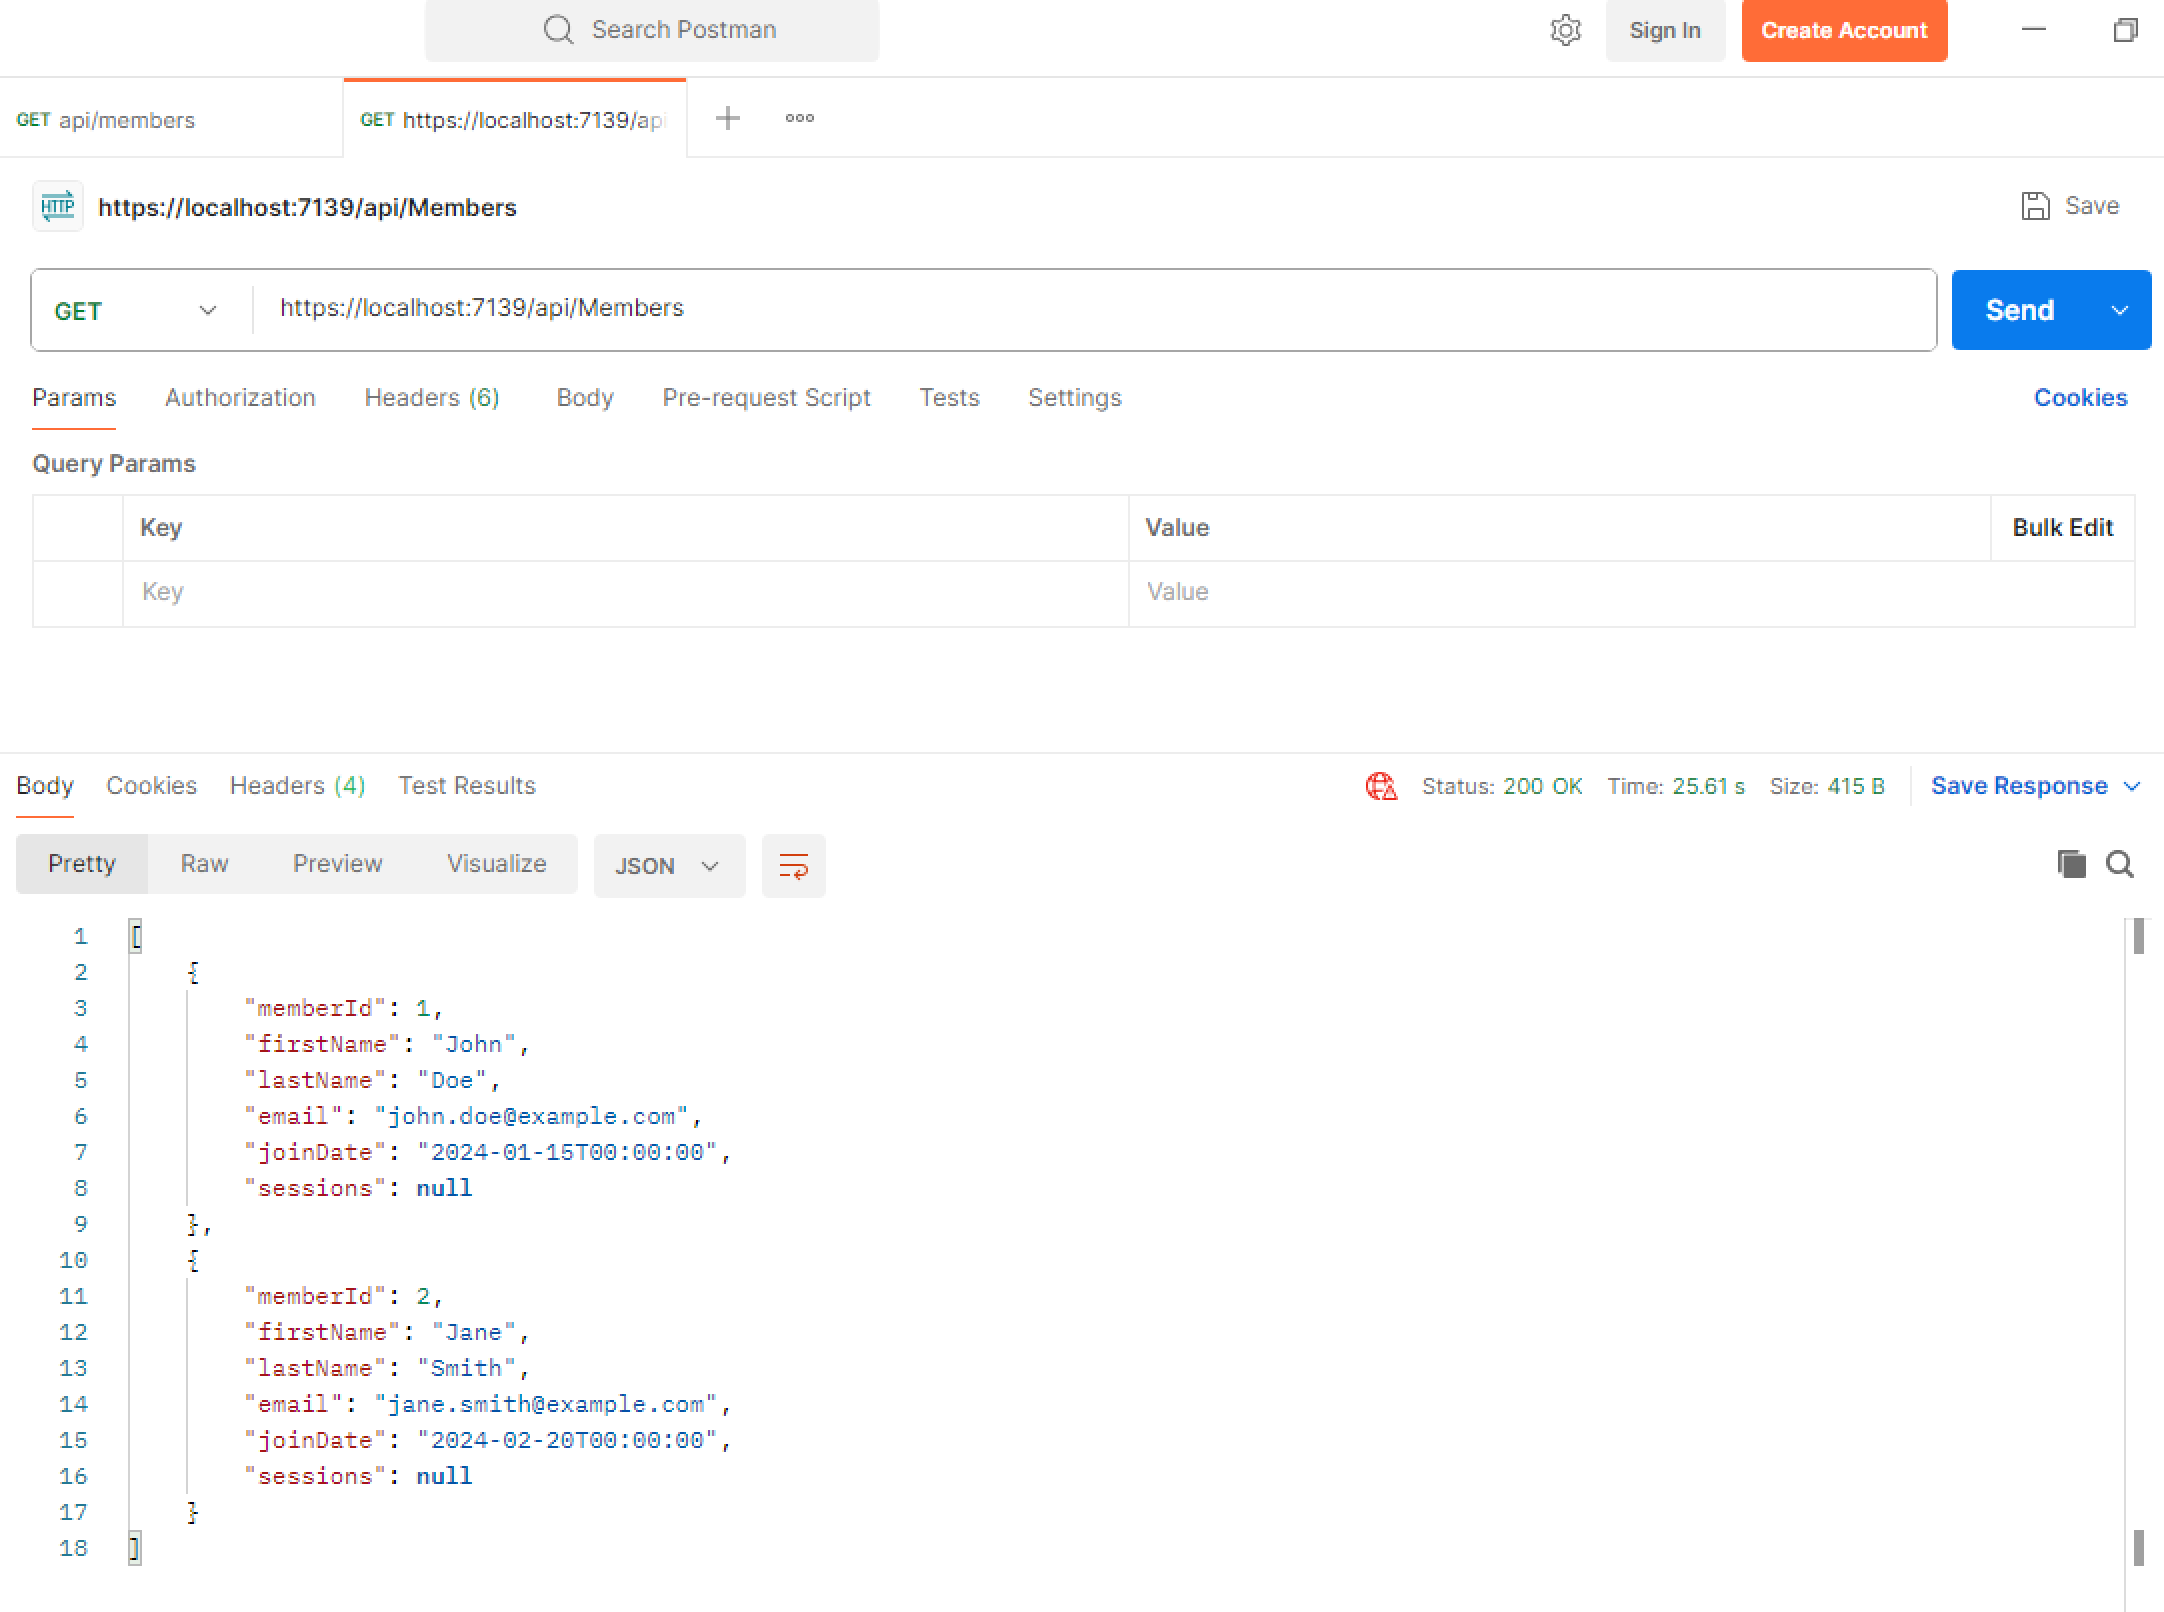 Search Postman
Sign In
Create Account
GET api/members
GET https://localhost:7139/api
HTTP https://localhost:7139/api/Members
Save
GET https://localhost:7139/api/Members
Send
Params Authorization Headers (6) Body Pre-request Script Tests Settings Cookies
Query Params
Key Value Bulk Edit
Key Value
Body Cookies Headers (4) Test Results Status: 200 OK Time: 25.61 s Size: 415 B Save Response
Pretty Raw Preview Visualize JSON
1 [
2 {
3 "memberId": 1,
4 "firstName": "John",
5 "lastName": "Doe",
6 "email": "john.doe@example.com",
7 "joinDate": "2024-01-15T00:00:00",
8 "sessions": null
9 },
10 {
11 "memberId": 2,
12 "firstName": "Jane",
13 "lastName": "Smith",
14 "email": "jane.smith@example.com",
15 "joinDate": "2024-02-20T00:00:00",
16 "sessions": null
17 }
18 ]